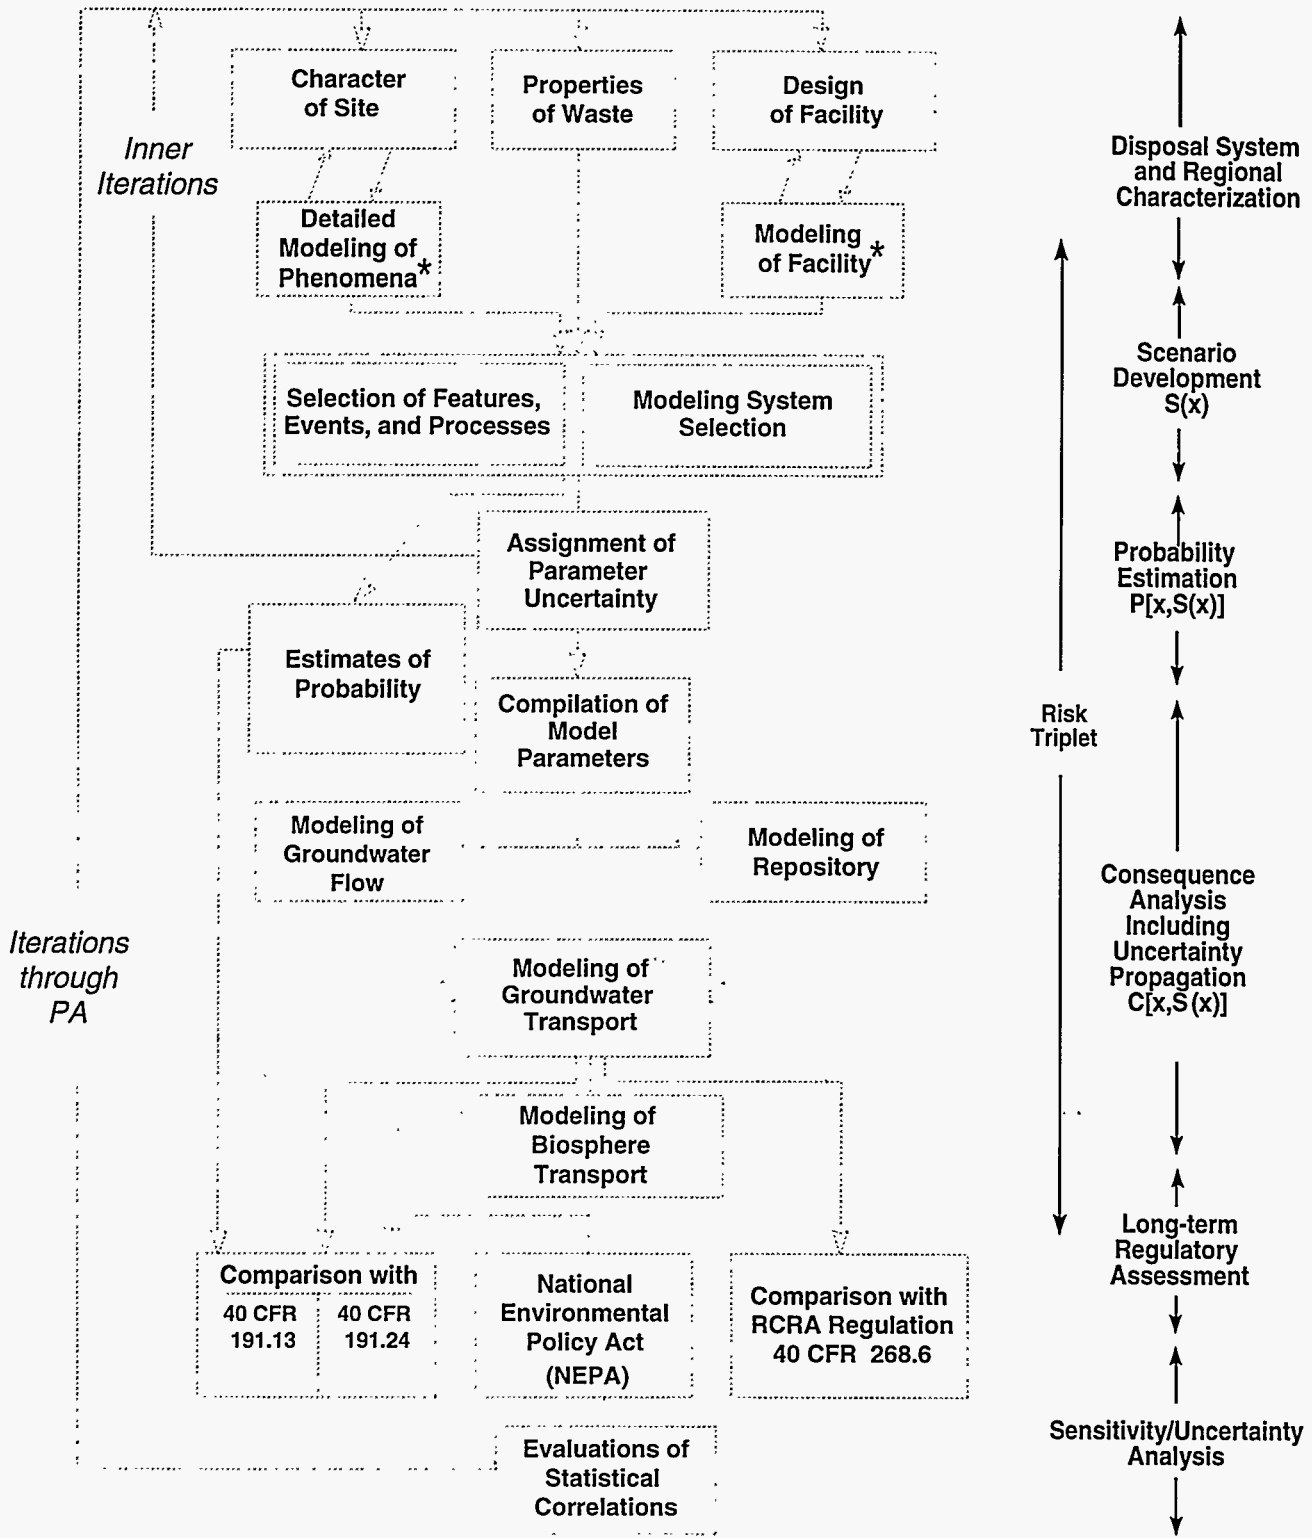 Character
of Site
Properties
of Waste
Design
of Facility
Inner
Iterations
Detailed
Modeling of
Phenomena*
Modeling
of Facility*
Selection of Features,
Events, and Processes
Modeling System
Selection
Assignment of
Parameter
Uncertainty
Estimates of
Probability
Compilation of
Model
Parameters
Modeling of
Groundwater
Flow
Modeling of
Repository
Iterations
through
PA
Modeling of
Groundwater
Transport
Modeling of
Biosphere
Transport
Comparison with
40 CFR
191.13
40 CFR
191.24
National
Environmental
Policy Act
(NEPA)
Comparison with
RCRA Regulation
40 CFR 268.6
Evaluations of
Statistical
Correlations
Risk
Triplet
Disposal System
and Regional
Characterization
Scenario
Development
S(x)
Probability
Estimation
P[x,S(x)]
Consequence
Analysis
Including
Uncertainty
Propagation
C[x,S(x)]
Long-term
Regulatory
Assessment
Sensitivity/Uncertainty
Analysis